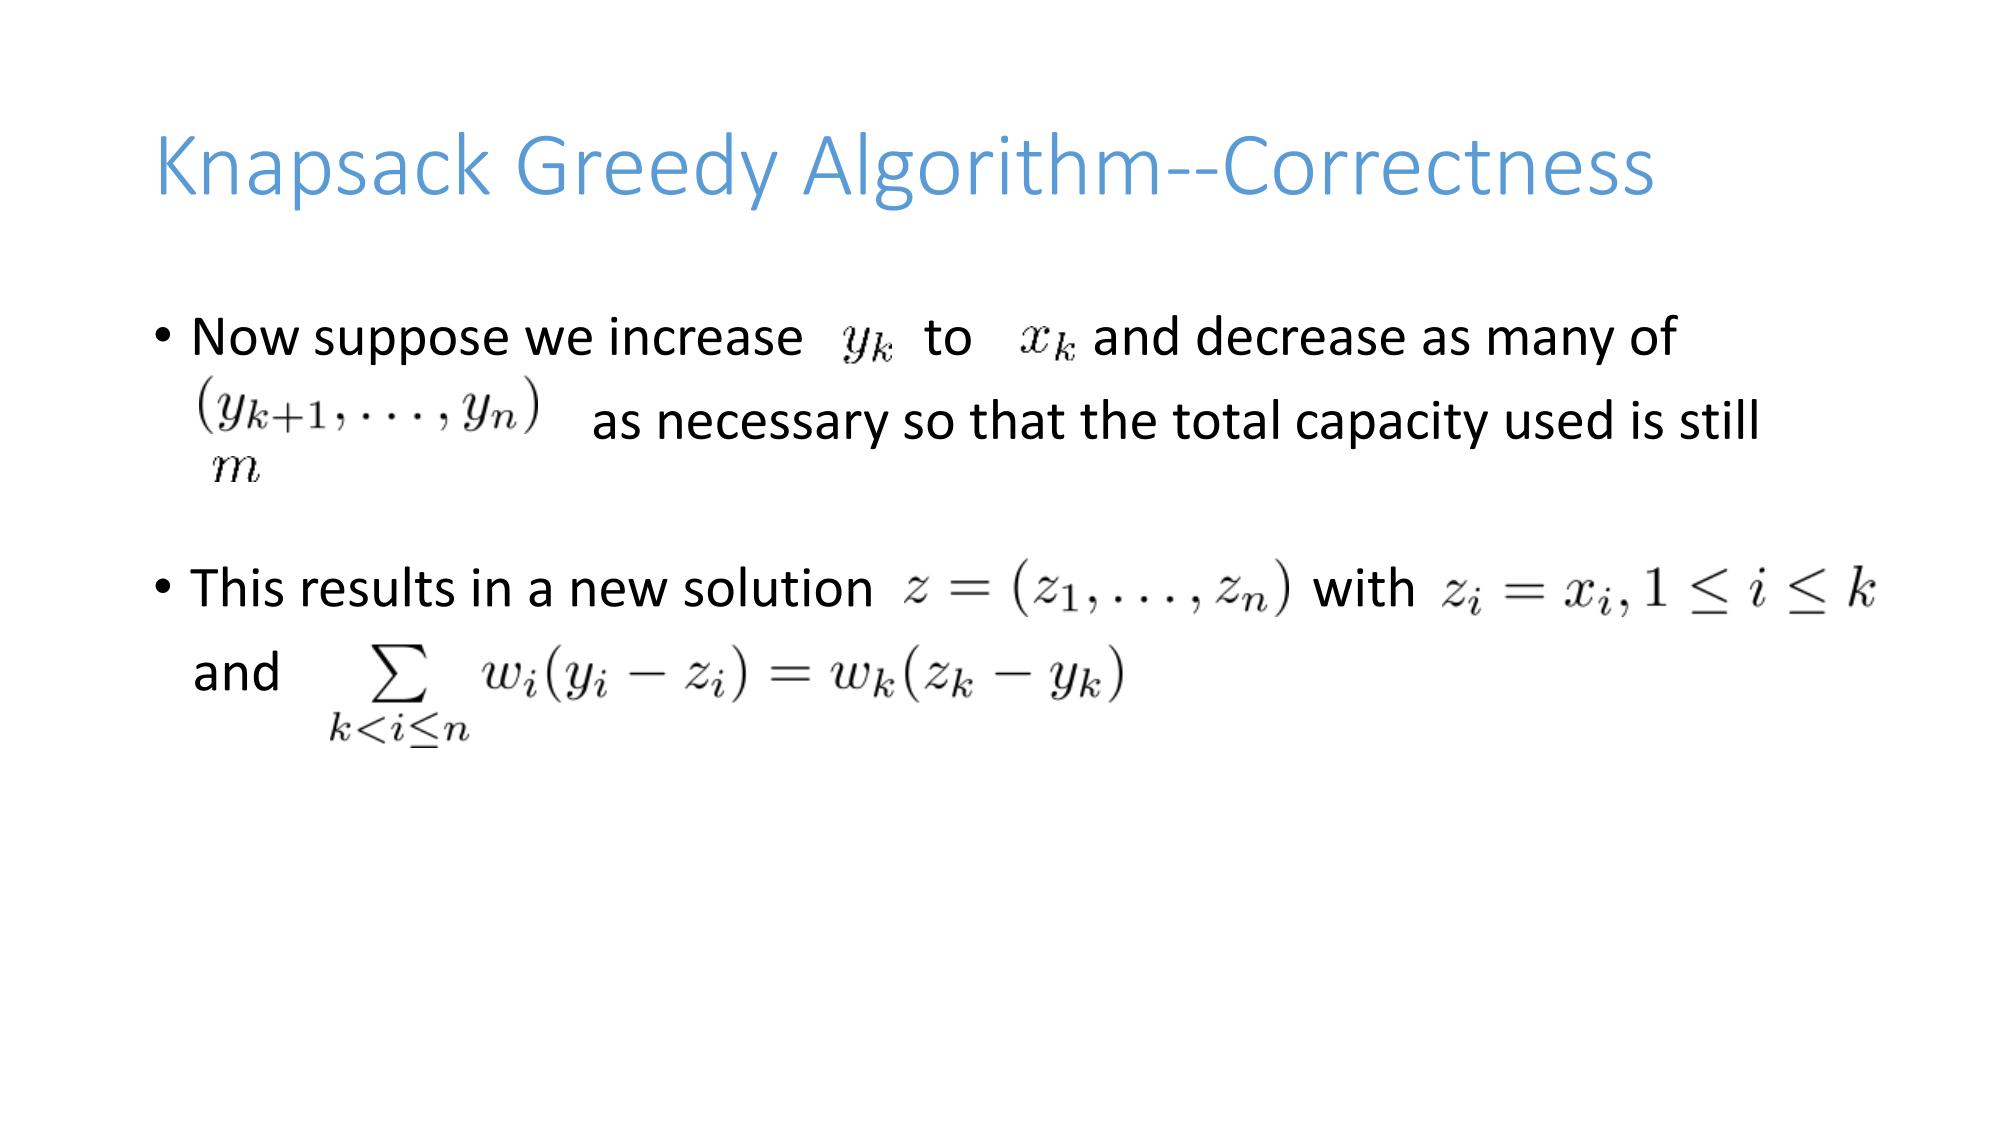 Knapsack Greedy Algorithm--Correctness
• Now suppose we increase $y_k$ to $x_k$ and decrease as many of
$(y_{k+1}, \ldots, y_n)$ as necessary so that the total capacity used is still
$m$
• This results in a new solution $z = (z_1, \ldots, z_n)$ with $z_i = x_i, 1 \leq i \leq k$
and $\sum_{k<i\leq n} w_i(y_i - z_i) = w_k(z_k - y_k)$